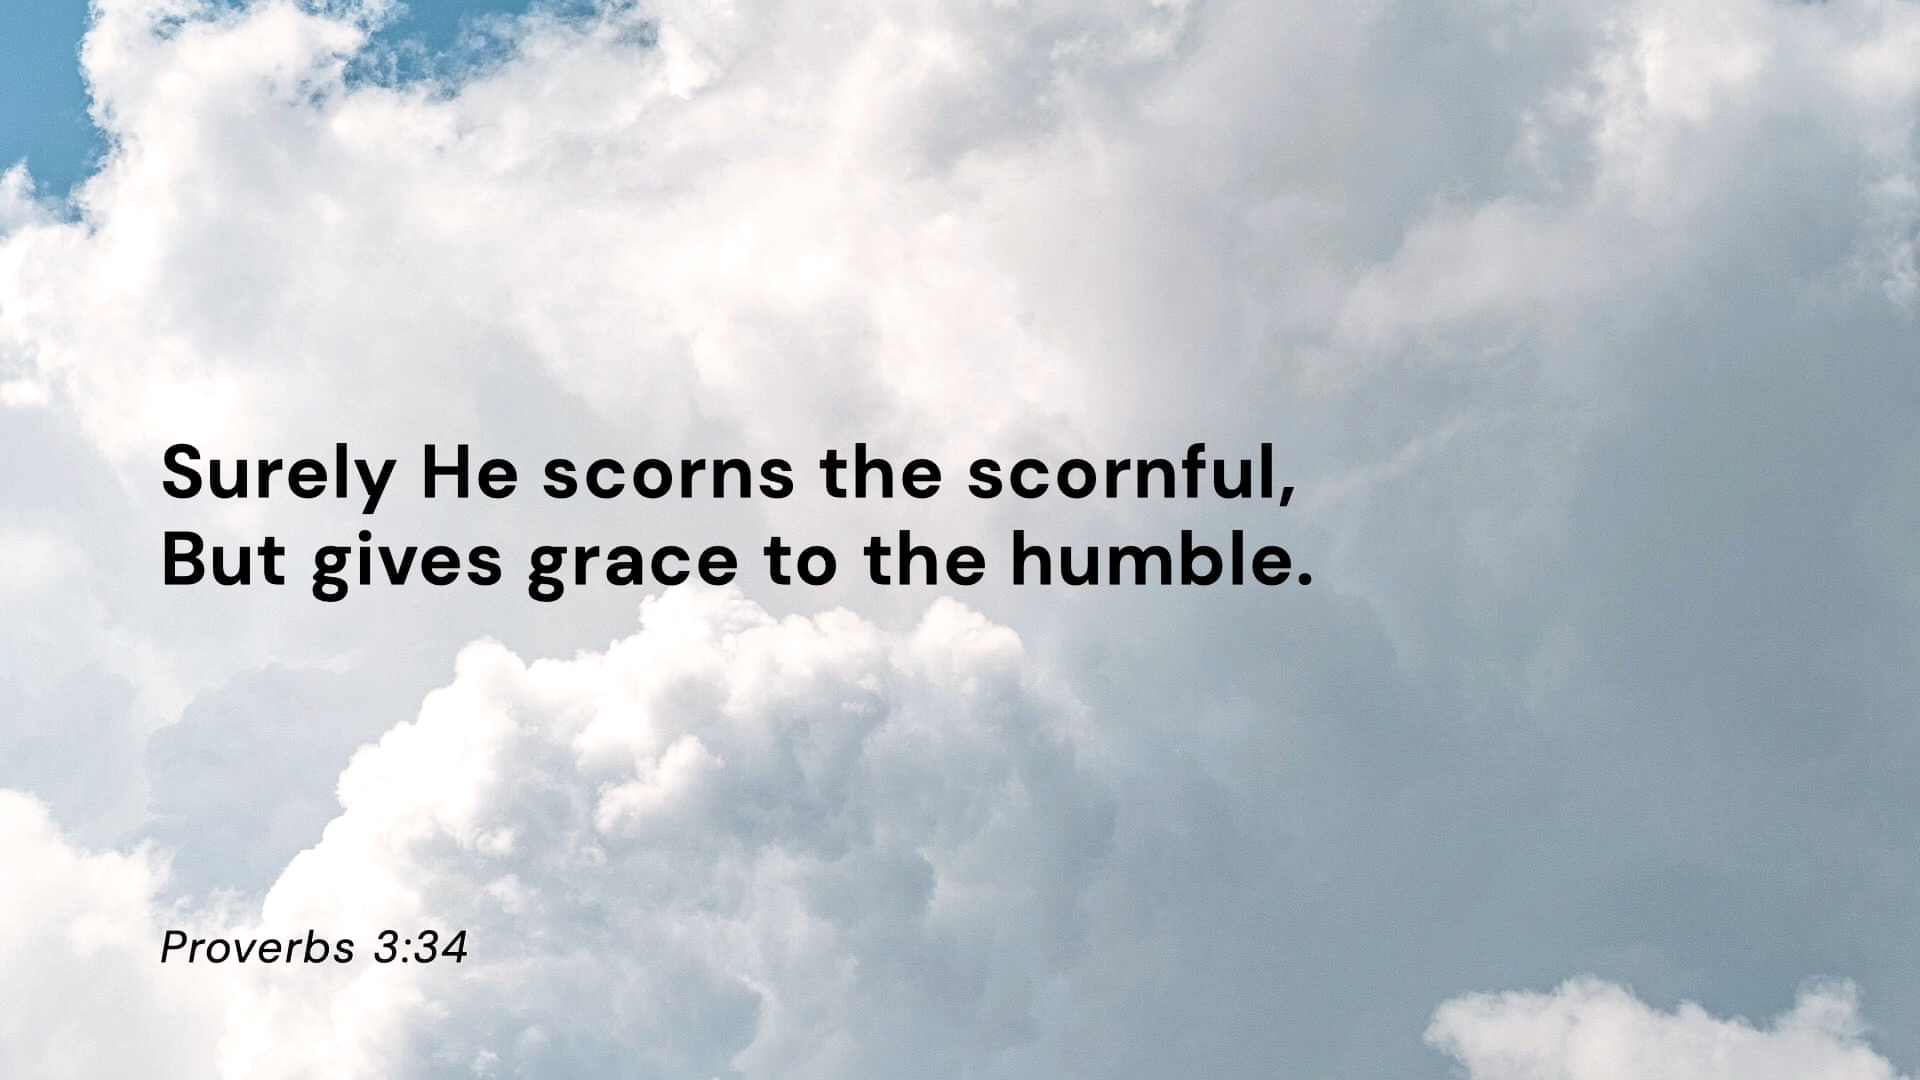 Surely He scorns the scornful,
But gives grace to the humble.
Proverbs 3:34